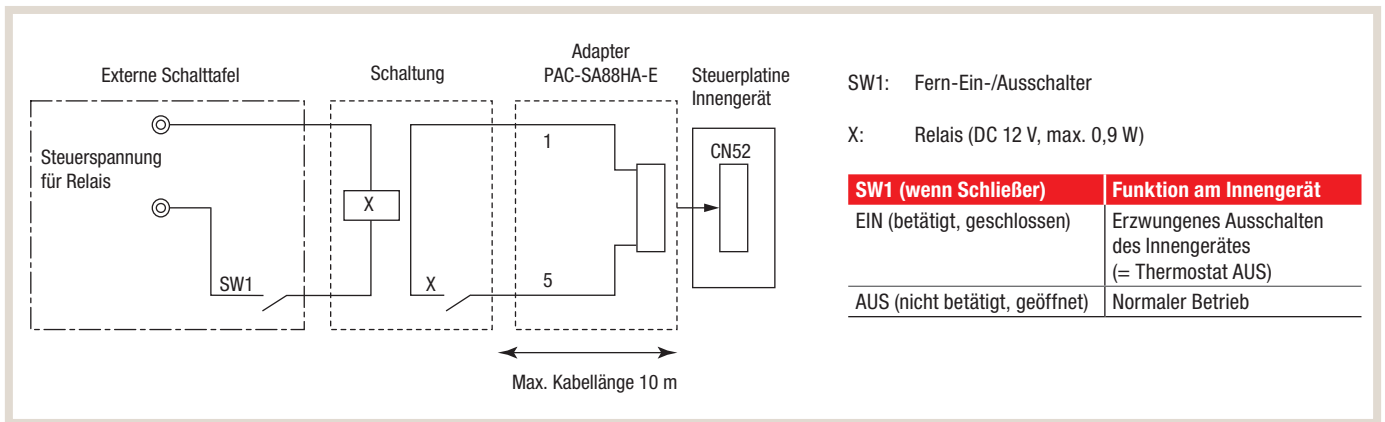 Externe Schalttafel
Schaltung
Adapter
PAC-SA88HA-E
Steuerplatine
Innengerät
Steuerspannung
für Relais
SW1
X
X
1
5
CN52
Max. Kabellänge 10 m
SW1: Fern-Ein-/Ausschalter
X: Relais (DC 12 V, max. 0,9 W)
SW1 (wenn Schließer) Funktion am Innengerät
EIN (betätigt, geschlossen) Erzwungenes Ausschalten
des Innengerätes
(= Thermostat AUS)
AUS (nicht betätigt, geöffnet) Normaler Betrieb